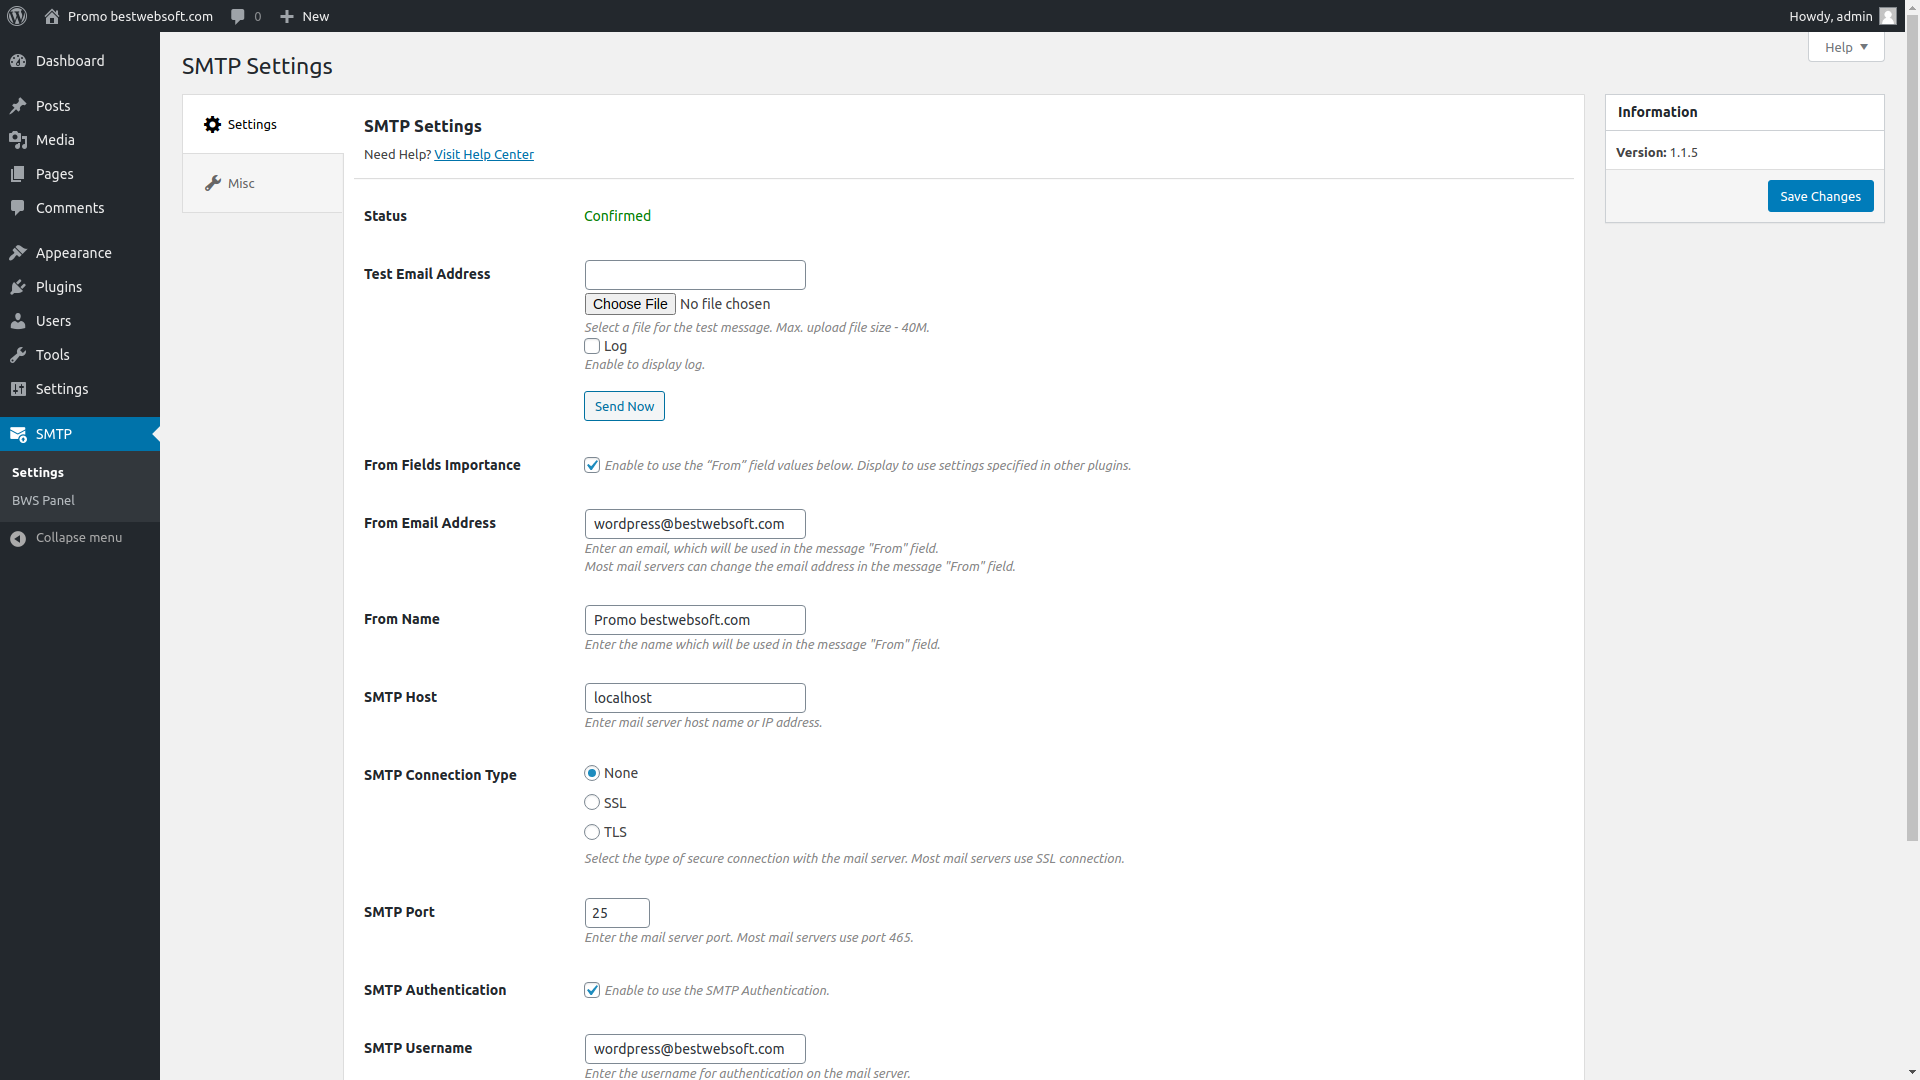 Promo bestwebsoft.com
0
New
Howdy, admin
Help
Dashboard
Posts
Media
Pages
Comments
Appearance
Plugins
Users
Tools
Settings
SMTP
Settings
BWS Panel
Collapse menu
SMTP Settings
Settings
Misc
SMTP Settings
Need Help? Visit Help Center
Status
Confirmed
Test Email Address
Choose File No file chosen
Select a file for the test message. Max. upload file size - 40M.
Log
Enable to display log.
Send Now
From Fields Importance
Enable to use the “From” field values below. Display to use settings specified in other plugins.
From Email Address
wordpress@bestwebsoft.com
Enter an email, which will be used in the message "From" field.
Most mail servers can change the email address in the message "From" field.
From Name
Promo bestwebsoft.com
Enter the name which will be used in the message "From" field.
SMTP Host
localhost
Enter mail server host name or IP address.
SMTP Connection Type
None
SSL
TLS
Select the type of secure connection with the mail server. Most mail servers use SSL connection.
SMTP Port
25
Enter the mail server port. Most mail servers use port 465.
SMTP Authentication
Enable to use the SMTP Authentication.
SMTP Username
wordpress@bestwebsoft.com
Enter the username for authentication on the mail server.
Information
Version: 1.1.5
Save Changes